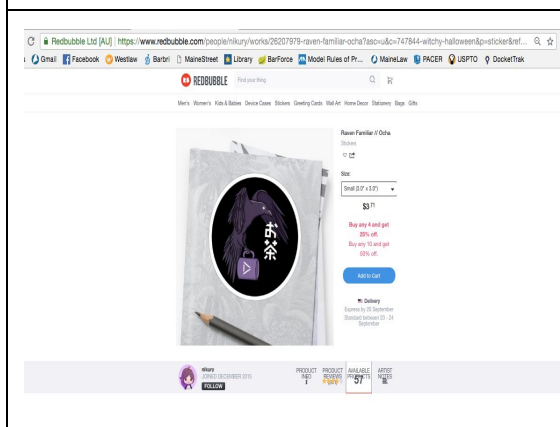 Redbubble Ltd [AU] | https://www.redbubble.com/people/nikury/works/26207979-raven-familiar-ocha?asc=u&c=747844-witchy-halloween&p=sticker&ref...
Gmail Facebook Westlaw Barbri MaineStreet Library BarForce Model Rules of Pr... MaineLaw PACER USPTO DocketTrak
REDBUBBLE Find your thing
Men's Women's Kids & Babies Device Cases Stickers Greeting Cards Wall Art Home Decor Stationery Bags Gifts
お茶
Raven Familiar // Ocha
Stickers
Size:
Small (3.0" x 3.0")
$3.71
Buy any 4 and get
20% off.
Buy any 10 and get
50% off.
Add to Cart
Delivery
Express by 20 September
Standard between 20 - 24
September
nikury
JOINED DECEMBER 2015
FOLLOW
PRODUCT INFO
PRODUCT REVIEWS
AVAILABLE PRODUCTS
57
ARTIST NOTES